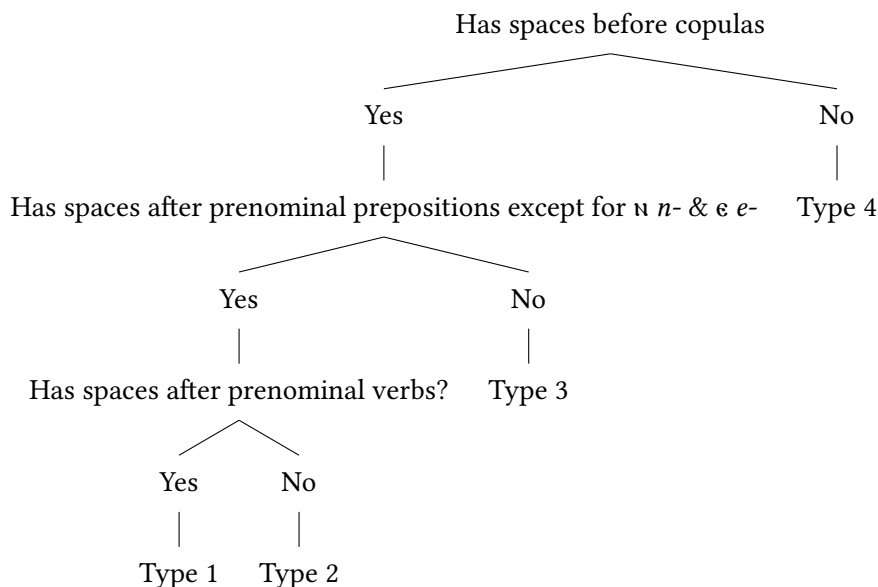 Has spaces before copulas
Yes No
Has spaces after prenominal prepositions except for ⲛ n- & ⲉ e- Type 4
Yes No
Has spaces after prenominal verbs? Type 3
Yes No
Type 1 Type 2